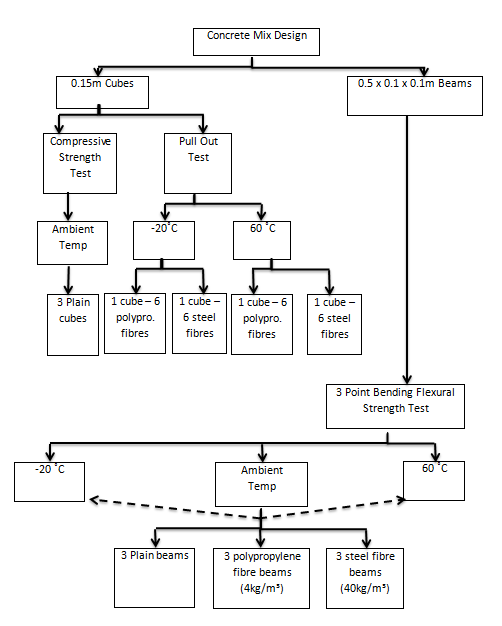 Concrete Mix Design
0.15m Cubes
0.5 x 0.1 x 0.1m Beams
Compressive
Strength
Test
Pull Out
Test
Ambient
Temp
-20˚C
60 ˚C
3 Plain
cubes
1 cube – 6
polypro.
fibres
1 cube –
6 steel
fibres
1 cube – 6
polypro.
fibres
1 cube –
6 steel
fibres
3 Point Bending Flexural
Strength Test
-20 ˚C
Ambient
Temp
60 ˚C
3 Plain beams
3 polypropylene
fibre beams
(4kg/m³)
3 steel fibre
beams
(40kg/m³)